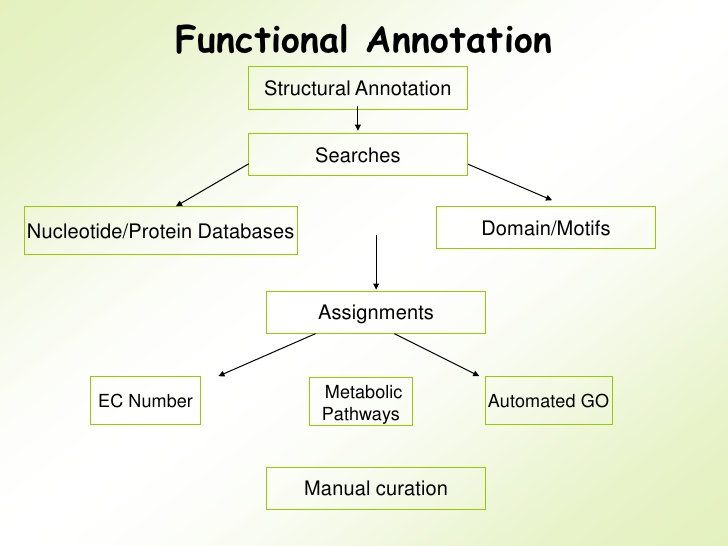 Functional Annotation
Structural Annotation
Searches
Nucleotide/Protein Databases
Domain/Motifs
Assignments
EC Number
Metabolic
Pathways
Automated GO
Manual curation